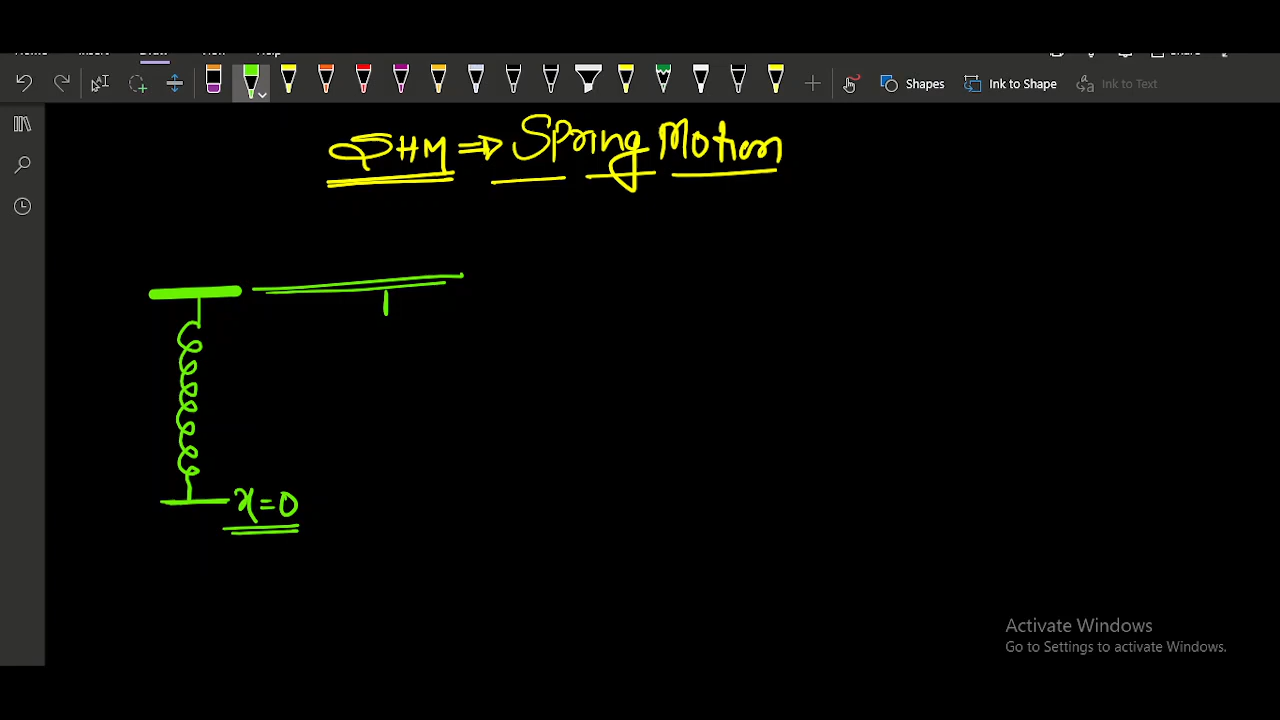 Shapes
Ink to Shape
Ink to Text
SHM ⇒ Spring Motion
x=0
Activate Windows
Go to Settings to activate Windows.